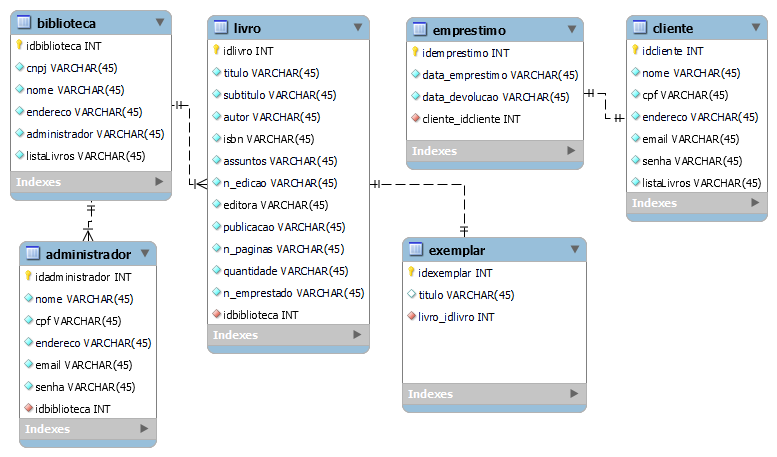 biblioteca
idbiblioteca INT
cnpj VARCHAR(45)
nome VARCHAR(45)
endereco VARCHAR(45)
administrador VARCHAR(45)
listaLivros VARCHAR(45)
Indexes
administrador
idadministrador INT
nome VARCHAR(45)
cpf VARCHAR(45)
endereco VARCHAR(45)
email VARCHAR(45)
senha VARCHAR(45)
idbiblioteca INT
Indexes
livro
idlivro INT
titulo VARCHAR(45)
subtitulo VARCHAR(45)
autor VARCHAR(45)
isbn VARCHAR(45)
assuntos VARCHAR(45)
n_edicao VARCHAR(45)
editora VARCHAR(45)
publicacao VARCHAR(45)
n_paginas VARCHAR(45)
quantidade VARCHAR(45)
n_emprestado VARCHAR(45)
idbiblioteca INT
Indexes
emprestimo
idemprestimo INT
data_emprestimo VARCHAR(45)
data_devolucao VARCHAR(45)
cliente_idcliente INT
Indexes
exemplar
idexemplar INT
titulo VARCHAR(45)
livro_idlivro INT
Indexes
cliente
idcliente INT
nome VARCHAR(45)
cpf VARCHAR(45)
endereco VARCHAR(45)
email VARCHAR(45)
senha VARCHAR(45)
listaLivros VARCHAR(45)
Indexes